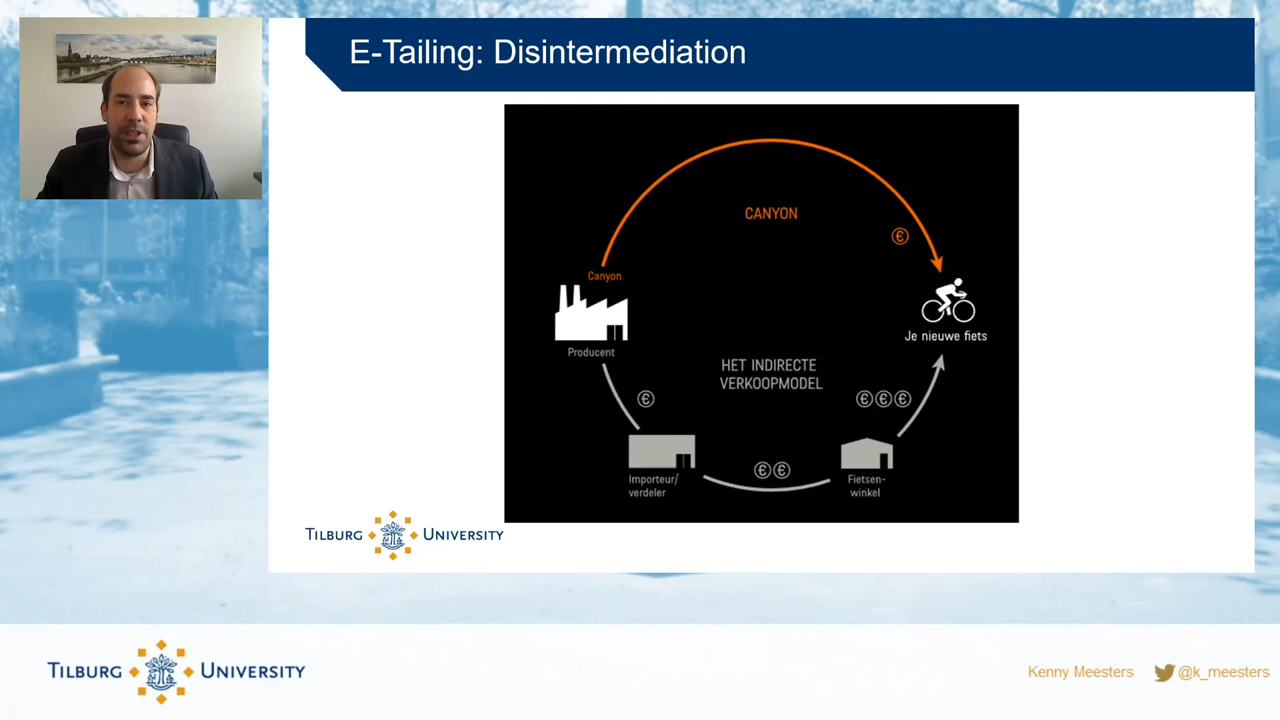 E-Tailing: Disintermediation
CANYON
€
Canyon
Producent
Je nieuwe fiets
HET INDIRECTE
VERKOOPMODEL
€
€€€
€€
Importeur/
verdeler
Fietsen-
winkel
TILBURG UNIVERSITY
TILBURG UNIVERSITY
Kenny Meesters @k_meesters